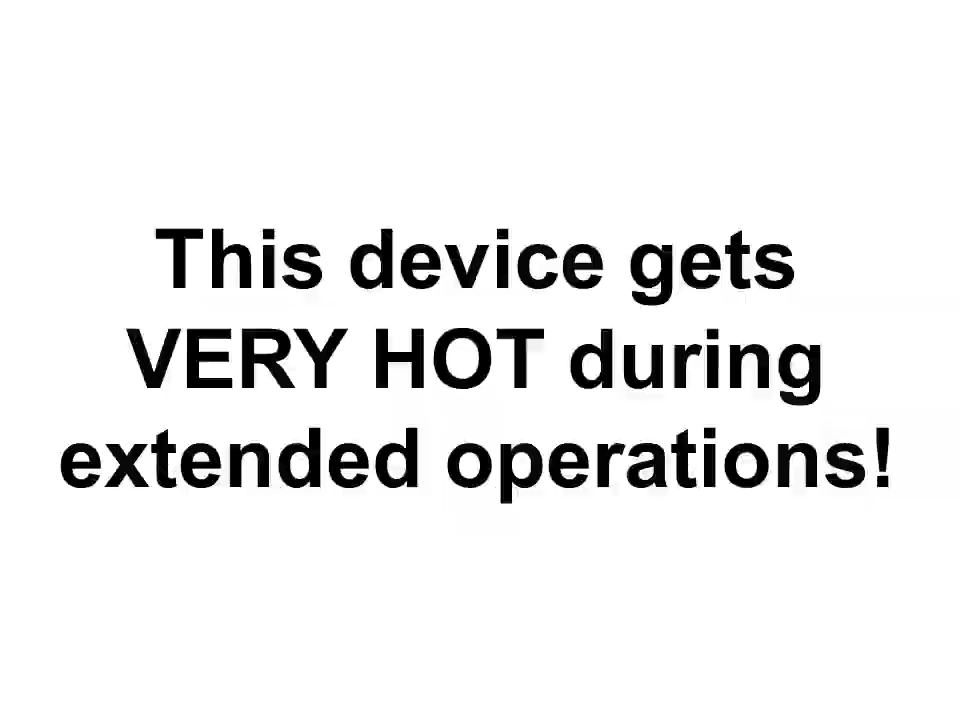 This device gets
VERY HOT during
extended operations!